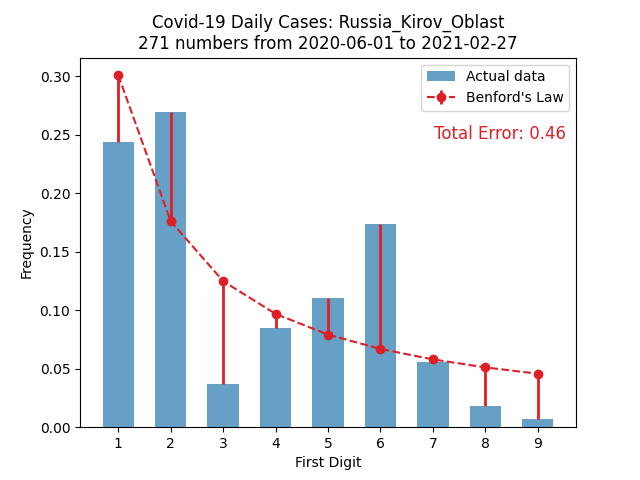 Covid-19 Daily Cases: Russia_Kirov_Oblast
271 numbers from 2020-06-01 to 2021-02-27
Actual data
Benford's Law
Total Error: 0.46
0.30
0.25
0.20
0.15
0.10
0.05
0.00
Frequency
1 2 3 4 5 6 7 8 9
First Digit